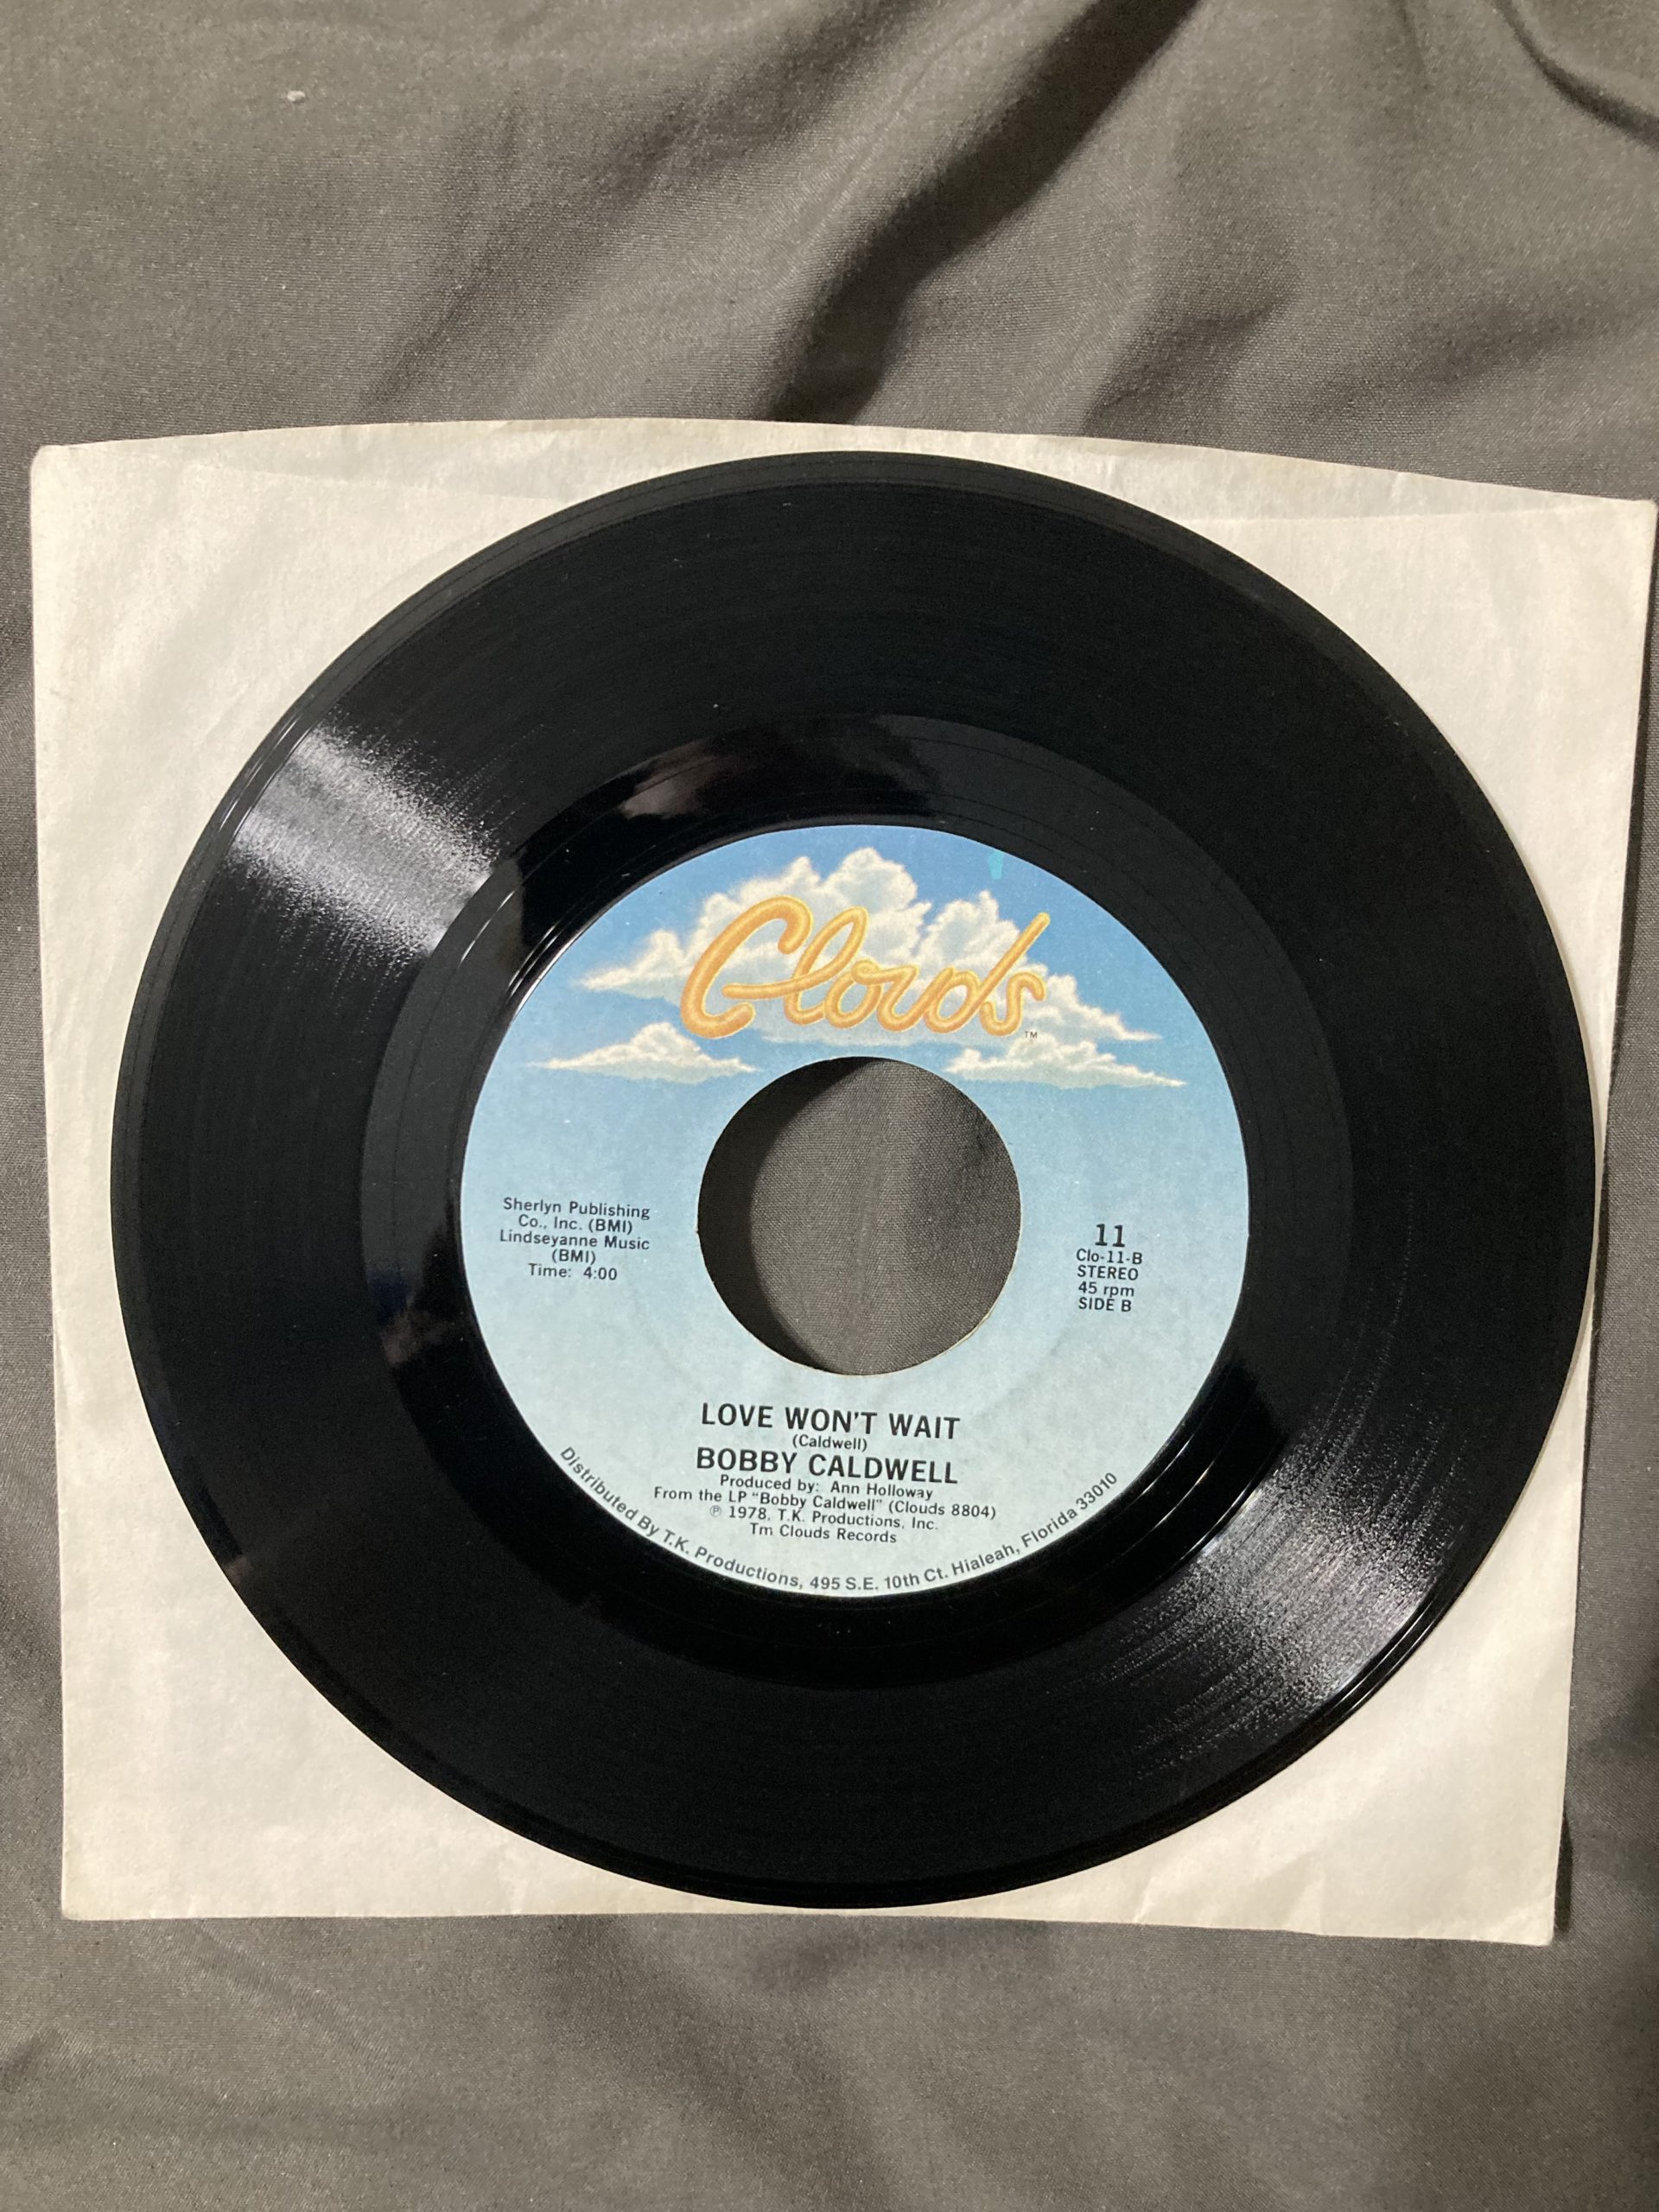 Clouds
TM
Sherlyn Publishing
Co., Inc. (BMI)
Lindseyanne Music
(BMI)
Time: 4:00
11
Clo-11-B
STEREO
45 rpm
SIDE B
LOVE WON'T WAIT
(Caldwell)
BOBBY CALDWELL
Produced by: Ann Holloway
From the LP "Bobby Caldwell" (Clouds 8804)
℗ 1978, T.K. Productions, Inc.
Tm Clouds Records
Distributed By T.K. Productions, 495 S.E. 10th Ct. Hialeah, Florida 33010